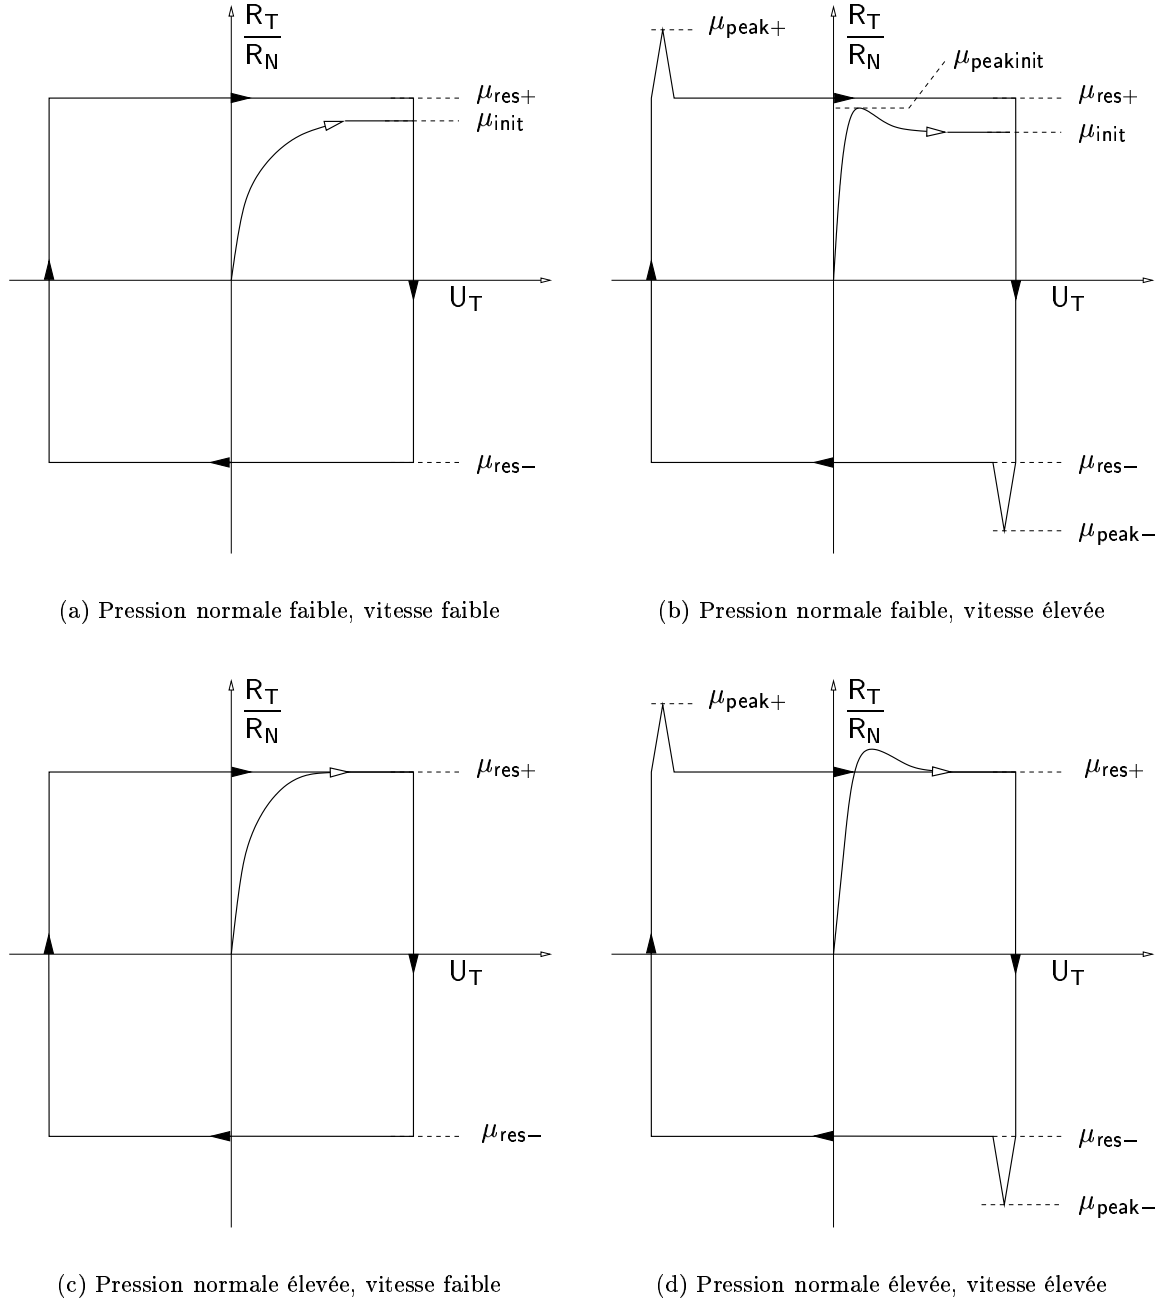 R_T
R_N
μ_res+
μ_init
U_T
μ_res−
(a) Pression normale faible, vitesse faible
μ_peak+
R_T
R_N
μ_peakinit
μ_res+
μ_init
U_T
μ_res−
μ_peak−
(b) Pression normale faible, vitesse élevée
R_T
R_N
μ_res+
U_T
μ_res−
(c) Pression normale élevée, vitesse faible
μ_peak+
R_T
R_N
μ_res+
U_T
μ_res−
μ_peak−
(d) Pression normale élevée, vitesse élevée